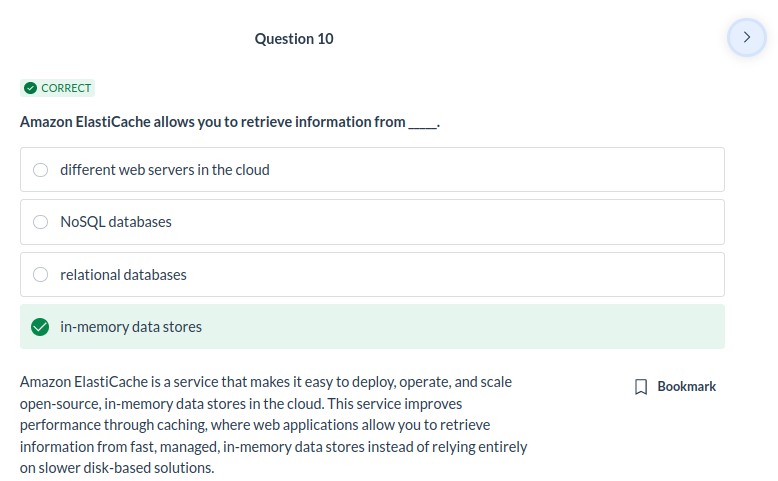 Question 10
CORRECT
Amazon ElastiCache allows you to retrieve information from _____.
different web servers in the cloud
NoSQL databases
relational databases
in-memory data stores
Amazon ElastiCache is a service that makes it easy to deploy, operate, and scale
open-source, in-memory data stores in the cloud. This service improves
performance through caching, where web applications allow you to retrieve
information from fast, managed, in-memory data stores instead of relying entirely
on slower disk-based solutions.
Bookmark